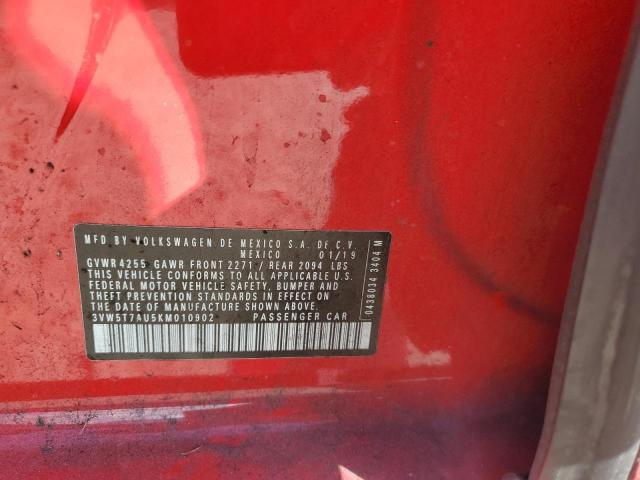 MFD.BY VOLKSWAGEN DE MEXICO S.A. DE C.V.
MEXICO 01/19
GVWR 4255 GAWR FRONT 2271 / REAR 2094 LBS
THIS VEHICLE CONFORMS TO ALL APPLICABLE U.S.
FEDERAL MOTOR VEHICLE SAFETY, BUMPER AND
THEFT PREVENTION STANDARDS IN EFFECT ON
THE DATE OF MANUFACTURE SHOWN ABOVE.
3VW5T7AU5KM010902 PASSENGER CAR
0438034 3404 M